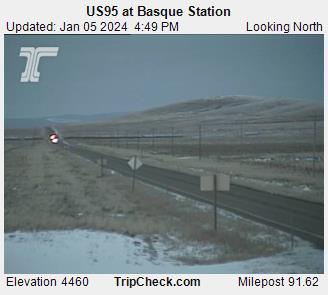 US95 at Basque Station
Updated: Jan 05 2024 4:49 PM Looking North
Elevation 4460 TripCheck.com Milepost 91.62